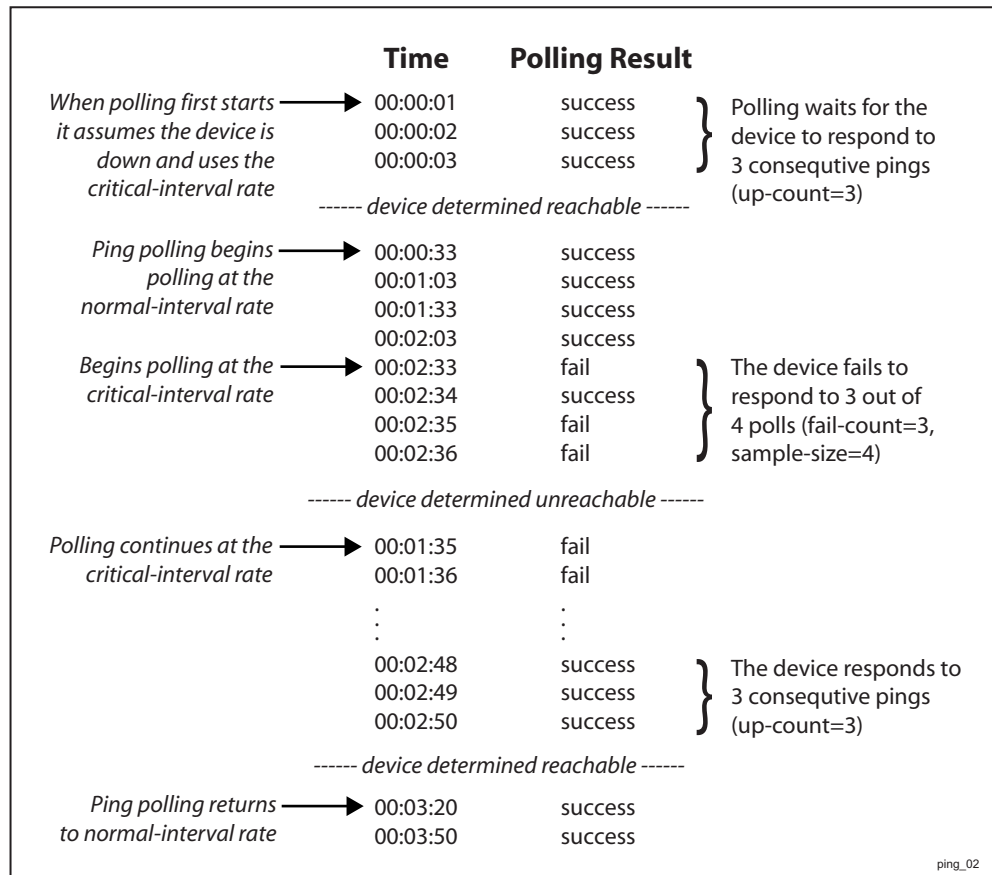 Time Polling Result
When polling first starts 00:00:01 success Polling waits for the
it assumes the device is 00:00:02 success device to respond to
down and uses the 00:00:03 success 3 consequtive pings
critical-interval rate (up-count=3)
------ device determined reachable ------
Ping polling begins 00:00:33 success
polling at the 00:01:03 success
normal-interval rate 00:01:33 success
00:02:03 success
Begins polling at the 00:02:33 fail The device fails to
critical-interval rate 00:02:34 success respond to 3 out of
00:02:35 fail 4 polls (fail-count=3,
00:02:36 fail sample-size=4)
------ device determined unreachable ------
Polling continues at the 00:01:35 fail
critical-interval rate 00:01:36 fail
. .
. .
. .
00:02:48 success The device responds to
00:02:49 success 3 consequtive pings
00:02:50 success (up-count=3)
------ device determined reachable ------
Ping polling returns 00:03:20 success
to normal-interval rate 00:03:50 success
ping_02